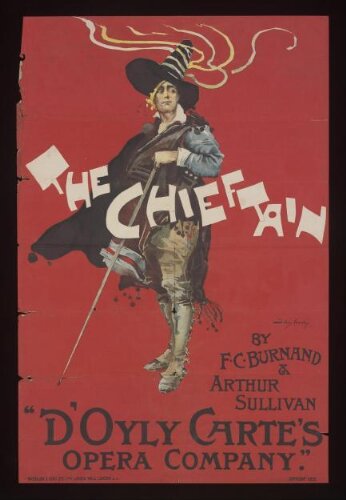 THE CHIEFTAIN
BY
F.C. BURNAND
&
ARTHUR
SULLIVAN
"D'OYLY CARTE'S
OPERA COMPANY."